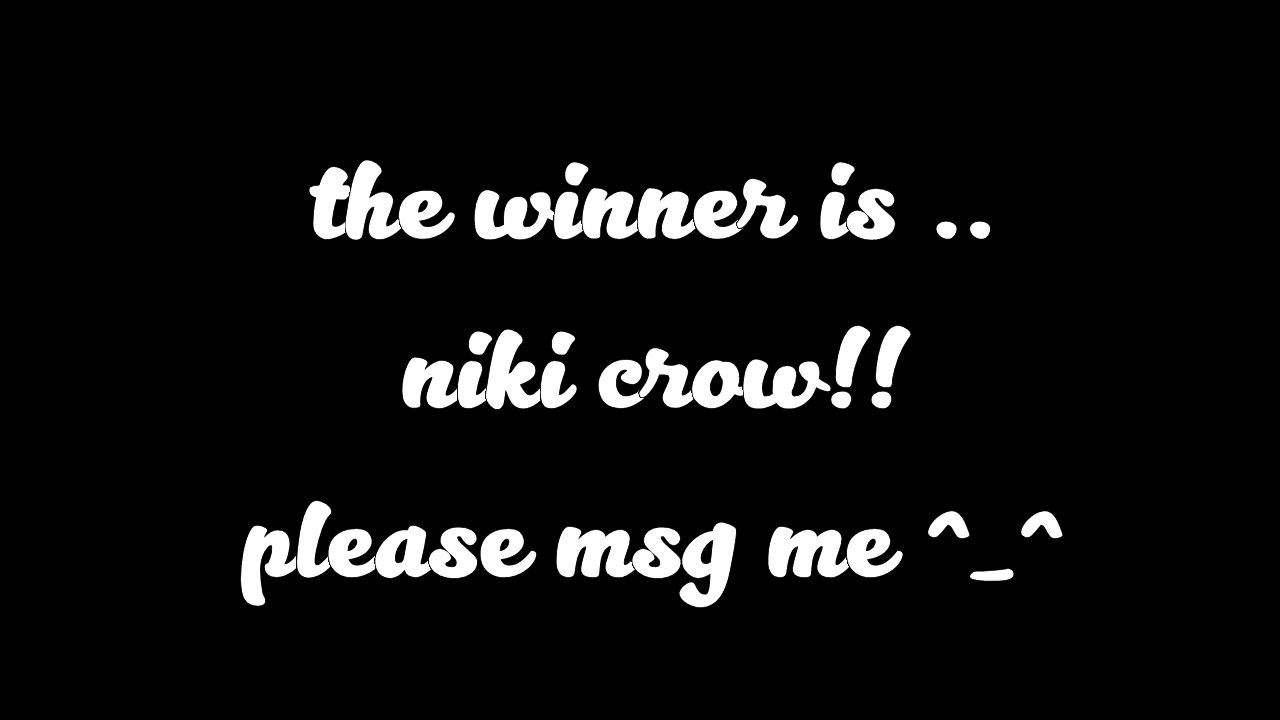 the winner is ..
niki crow!!
please msg me ^_^